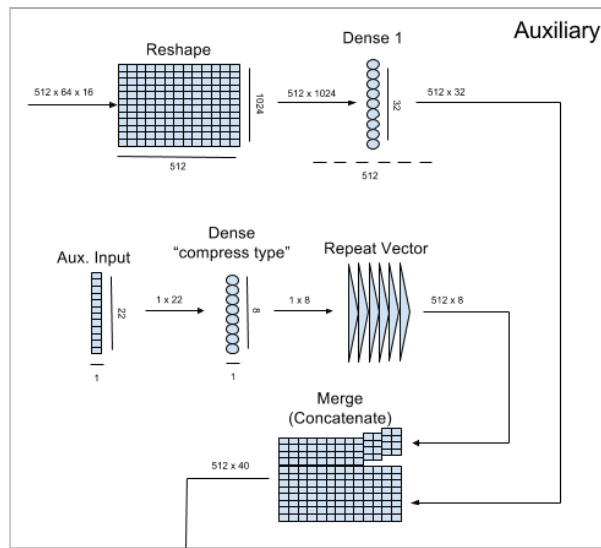 Auxiliary
Reshape
Dense 1
512 x 64 x 16
1024
512
512 x 1024
32
512
512 x 32
Aux. Input
Dense
“compress type”
Repeat Vector
22
1
1 x 22
8
1
1 x 8
512 x 8
Merge
(Concatenate)
512 x 40